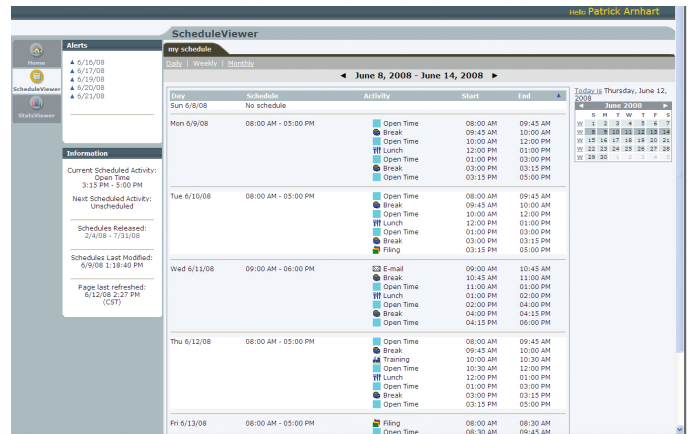 Hello Patrick Arnhart
ScheduleViewer
Home
ScheduleViewer
StatsViewer
Alerts
▲ 6/16/08
▲ 6/17/08
▲ 6/19/08
▲ 6/20/08
▲ 6/21/08
Information
Current Scheduled Activity:
Open Time
3:15 PM - 5:00 PM
Next Scheduled Activity:
Unscheduled
Schedules Released:
2/4/08 - 7/31/08
Schedules Last Modified:
6/9/08 1:18:40 PM
Page last refreshed:
6/12/08 2:27 PM
(CST)
my schedule
Daily | Weekly | Monthly
◄ June 8, 2008 - June 14, 2008 ►
Day Schedule Activity Start End ▲
Sun 6/8/08 No schedule
Mon 6/9/08 08:00 AM - 05:00 PM Open Time 08:00 AM 09:45 AM
Break 09:45 AM 10:00 AM
Open Time 10:00 AM 12:00 PM
Lunch 12:00 PM 01:00 PM
Open Time 01:00 PM 03:00 PM
Break 03:00 PM 03:15 PM
Open Time 03:15 PM 05:00 PM
Tue 6/10/08 08:00 AM - 05:00 PM Open Time 08:00 AM 09:45 AM
Break 09:45 AM 10:00 AM
Open Time 10:00 AM 12:00 PM
Lunch 12:00 PM 01:00 PM
Open Time 01:00 PM 03:00 PM
Break 03:00 PM 03:15 PM
Filing 03:15 PM 05:00 PM
Wed 6/11/08 09:00 AM - 06:00 PM E-mail 09:00 AM 10:45 AM
Break 10:45 AM 11:00 AM
Open Time 11:00 AM 01:00 PM
Lunch 01:00 PM 02:00 PM
Open Time 02:00 PM 04:00 PM
Break 04:00 PM 04:15 PM
Open Time 04:15 PM 06:00 PM
Thu 6/12/08 08:00 AM - 05:00 PM Open Time 08:00 AM 09:45 AM
Break 09:45 AM 10:00 AM
Training 10:00 AM 10:30 AM
Open Time 10:30 AM 12:00 PM
Lunch 12:00 PM 01:00 PM
Open Time 01:00 PM 03:00 PM
Break 03:00 PM 03:15 PM
Open Time 03:15 PM 05:00 PM
Fri 6/13/08 08:00 AM - 05:00 PM Filing 08:00 AM 08:30 AM
Open Time 08:30 AM 09:45 AM
Today is Thursday, June 12,
2008
◄ June 2008 ►
S M T W T F S
W 1 2 3 4 5 6 7
W 8 9 10 11 12 13 14
W 15 16 17 18 19 20 21
W 22 23 24 25 26 27 28
W 29 30 1 2 3 4 5